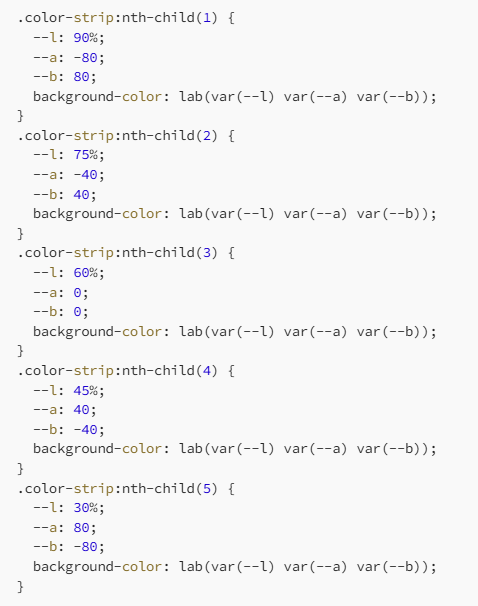 .color-strip:nth-child(1) {
  --l: 90%;
  --a: -80;
  --b: 80;
  background-color: lab(var(--l) var(--a) var(--b));
}
.color-strip:nth-child(2) {
  --l: 75%;
  --a: -40;
  --b: 40;
  background-color: lab(var(--l) var(--a) var(--b));
}
.color-strip:nth-child(3) {
  --l: 60%;
  --a: 0;
  --b: 0;
  background-color: lab(var(--l) var(--a) var(--b));
}
.color-strip:nth-child(4) {
  --l: 45%;
  --a: 40;
  --b: -40;
  background-color: lab(var(--l) var(--a) var(--b));
}
.color-strip:nth-child(5) {
  --l: 30%;
  --a: 80;
  --b: -80;
  background-color: lab(var(--l) var(--a) var(--b));
}